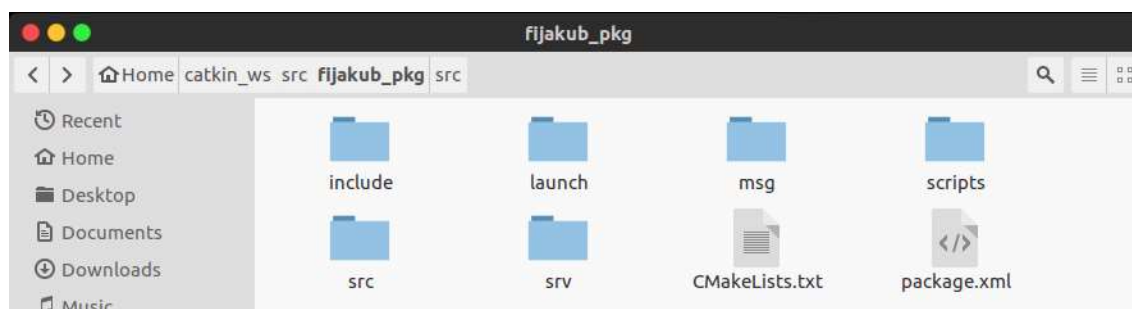 fijakub_pkg
Home catkin_ws src fijakub_pkg src
Recent
Home
Desktop
Documents
Downloads
Music
include launch msg scripts
src srv CMakeLists.txt package.xml